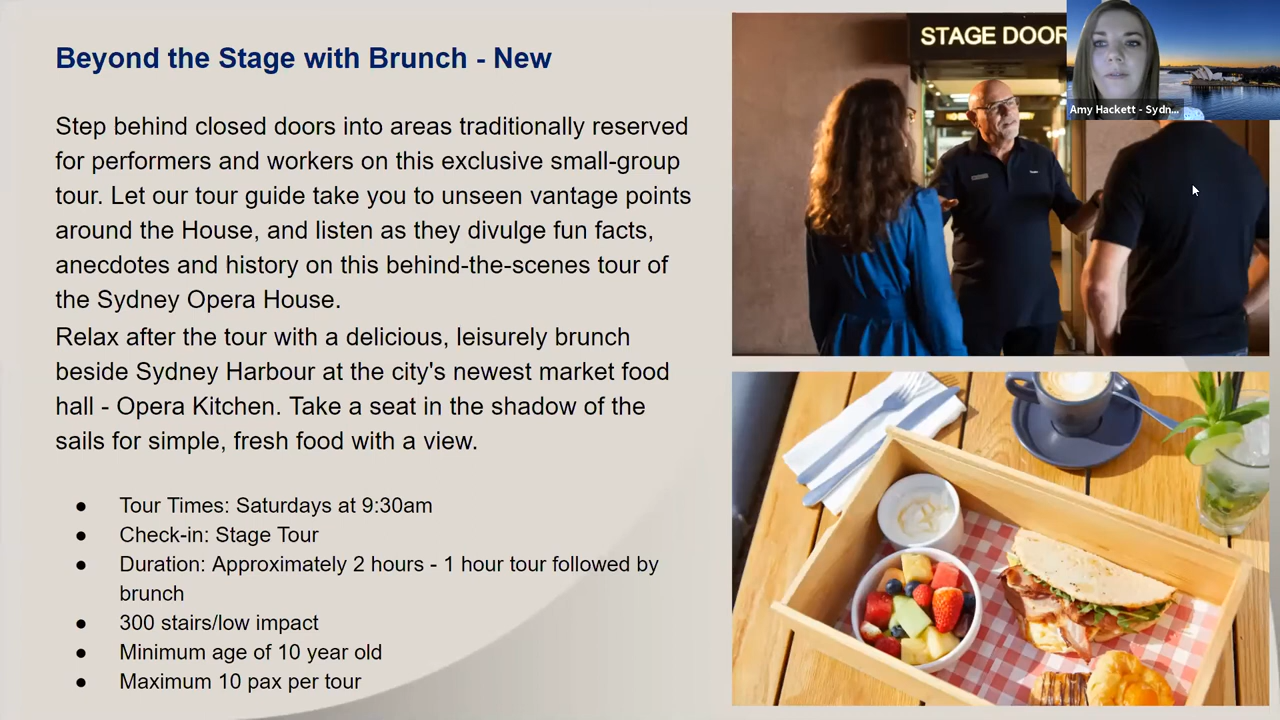 Beyond the Stage with Brunch - New
STAGE DOOR
Amy Hackett - Sydn...
Step behind closed doors into areas traditionally reserved
for performers and workers on this exclusive small-group
tour. Let our tour guide take you to unseen vantage points
around the House, and listen as they divulge fun facts,
anecdotes and history on this behind-the-scenes tour of
the Sydney Opera House.
Relax after the tour with a delicious, leisurely brunch
beside Sydney Harbour at the city's newest market food
hall - Opera Kitchen. Take a seat in the shadow of the
sails for simple, fresh food with a view.
● Tour Times: Saturdays at 9:30am
● Check-in: Stage Tour
● Duration: Approximately 2 hours - 1 hour tour followed by
brunch
● 300 stairs/low impact
● Minimum age of 10 year old
● Maximum 10 pax per tour